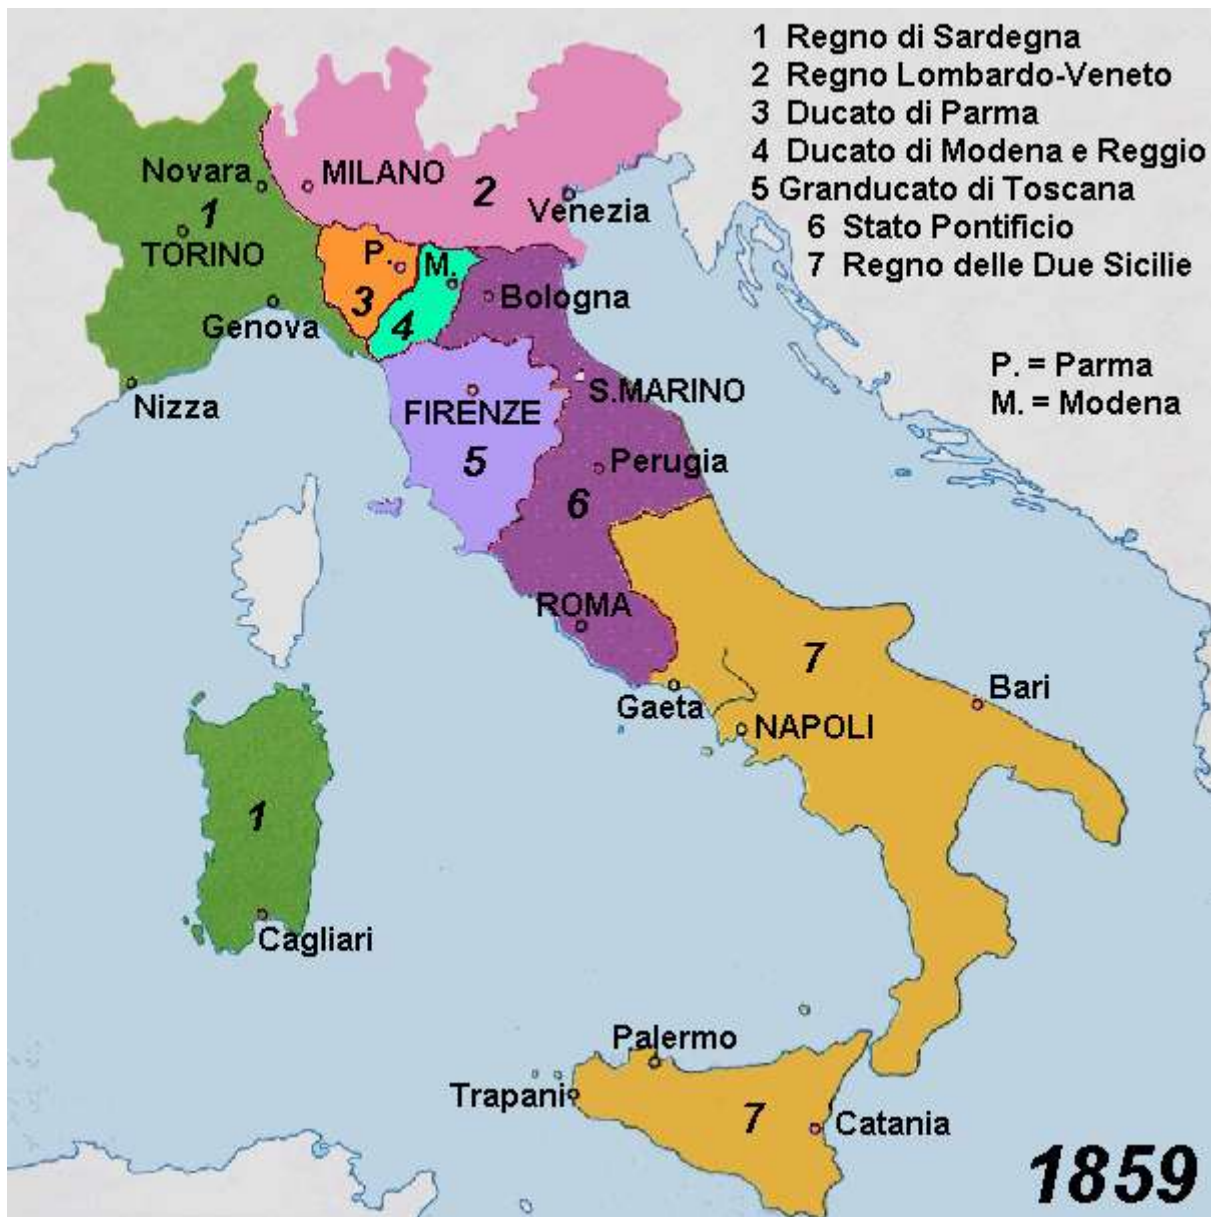 1 Regno di Sardegna
2 Regno Lombardo-Veneto
3 Ducato di Parma
4 Ducato di Modena e Reggio
5 Granducato di Toscana
6 Stato Pontificio
7 Regno delle Due Sicilie
Novara
MILANO
2
Venezia
1
TORINO
P.
M.
3
Bologna
Genova
4
P. = Parma
M. = Modena
S.MARINO
Nizza
FIRENZE
5
Perugia
6
ROMA
7
Bari
Gaeta
NAPOLI
1
Cagliari
Palermo
Trapani
7
Catania
1859